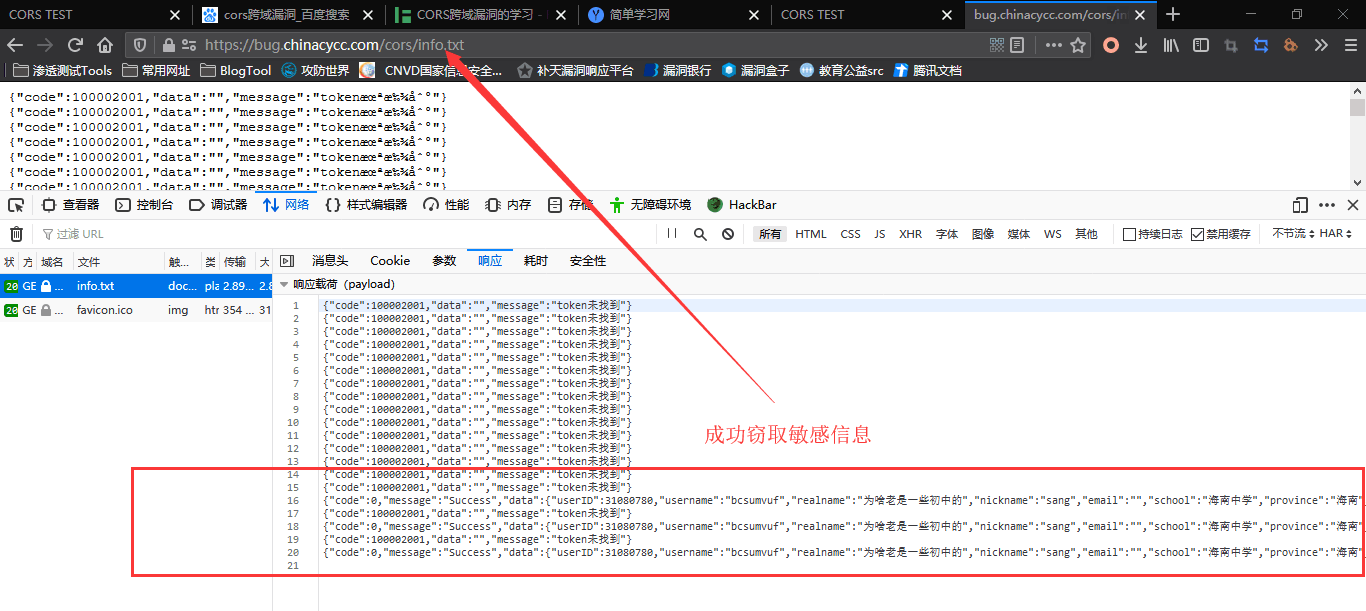 CORS TEST
cors跨域漏洞_百度搜索
CORS跨域漏洞的学习 -
简单学习网
CORS TEST
bug.chinacycc.com/cors/in
https://bug.chinacycc.com/cors/info.txt
渗透测试Tools
常用网址
BlogTool
攻防世界
CNVD国家信息安全...
补天漏洞响应平台
漏洞银行
漏洞盒子
教育公益src
腾讯文档
{"code":100002001,"data":"","message":"tokenæœªæ‰¾åˆ°"}
{"code":100002001,"data":"","message":"tokenæœªæ‰¾åˆ°"}
{"code":100002001,"data":"","message":"tokenæœªæ‰¾åˆ°"}
{"code":100002001,"data":"","message":"tokenæœªæ‰¾åˆ°"}
{"code":100002001,"data":"","message":"tokenæœªæ‰¾åˆ°"}
{"code":100002001,"data":"","message":"tokenæœªæ‰¾åˆ°"}
{"code":100002001,"data":"","message":"tokenæœªæ‰¾åˆ°"}
查看器
控制台
调试器
网络
样式编辑器
性能
内存
存储
无障碍环境
HackBar
过滤 URL
所有
HTML
CSS
JS
XHR
字体
图像
媒体
WS
其他
持续日志
禁用缓存
不节流
HAR
状 方 域名 文件 触... 类 传输 大
消息头
Cookie
参数
响应
耗时
安全性
20 GE ... info.txt doc... pla 2.89... 2.8
20 GE ... favicon.ico img htr 354 ... 31
响应载荷（payload）
1 {"code":100002001,"data":"","message":"token未找到"}
2 {"code":100002001,"data":"","message":"token未找到"}
3 {"code":100002001,"data":"","message":"token未找到"}
4 {"code":100002001,"data":"","message":"token未找到"}
5 {"code":100002001,"data":"","message":"token未找到"}
6 {"code":100002001,"data":"","message":"token未找到"}
7 {"code":100002001,"data":"","message":"token未找到"}
8 {"code":100002001,"data":"","message":"token未找到"}
9 {"code":100002001,"data":"","message":"token未找到"}
10 {"code":100002001,"data":"","message":"token未找到"}
11 {"code":100002001,"data":"","message":"token未找到"}
12 {"code":100002001,"data":"","message":"token未找到"}
13 {"code":100002001,"data":"","message":"token未找到"}
14 {"code":100002001,"data":"","message":"token未找到"}
15 {"code":100002001,"data":"","message":"token未找到"}
16 {"code":0,"message":"Success","data":{"userID":31080780,"username":"bcsumvuf","realname":"为啥老是一些初中的","nickname":"sang","email":"","school":"海南中学","province":"海南"
17 {"code":100002001,"data":"","message":"token未找到"}
18 {"code":0,"message":"Success","data":{"userID":31080780,"username":"bcsumvuf","realname":"为啥老是一些初中的","nickname":"sang","email":"","school":"海南中学","province":"海南"
19 {"code":100002001,"data":"","message":"token未找到"}
20 {"code":0,"message":"Success","data":{"userID":31080780,"username":"bcsumvuf","realname":"为啥老是一些初中的","nickname":"sang","email":"","school":"海南中学","province":"海南"
21
成功窃取敏感信息